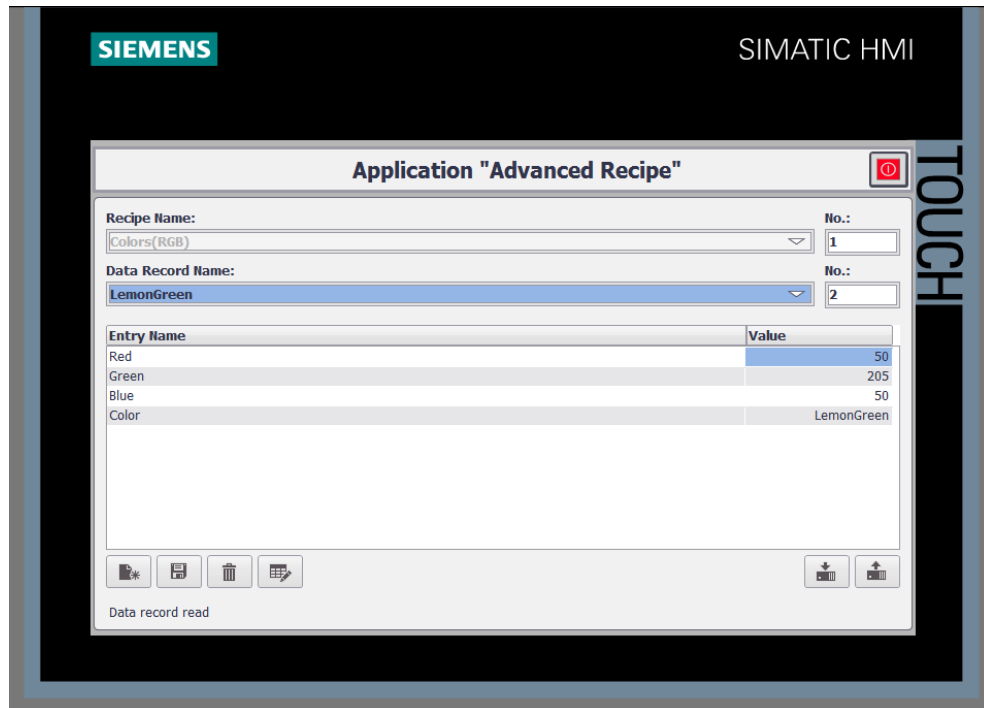 SIEMENS
SIMATIC HMI
TOUCH
Application "Advanced Recipe"
Recipe Name:
No.:
Colors(RGB)
1
Data Record Name:
No.:
LemonGreen
2
Entry Name
Value
Red
50
Green
205
Blue
50
Color
LemonGreen
Data record read